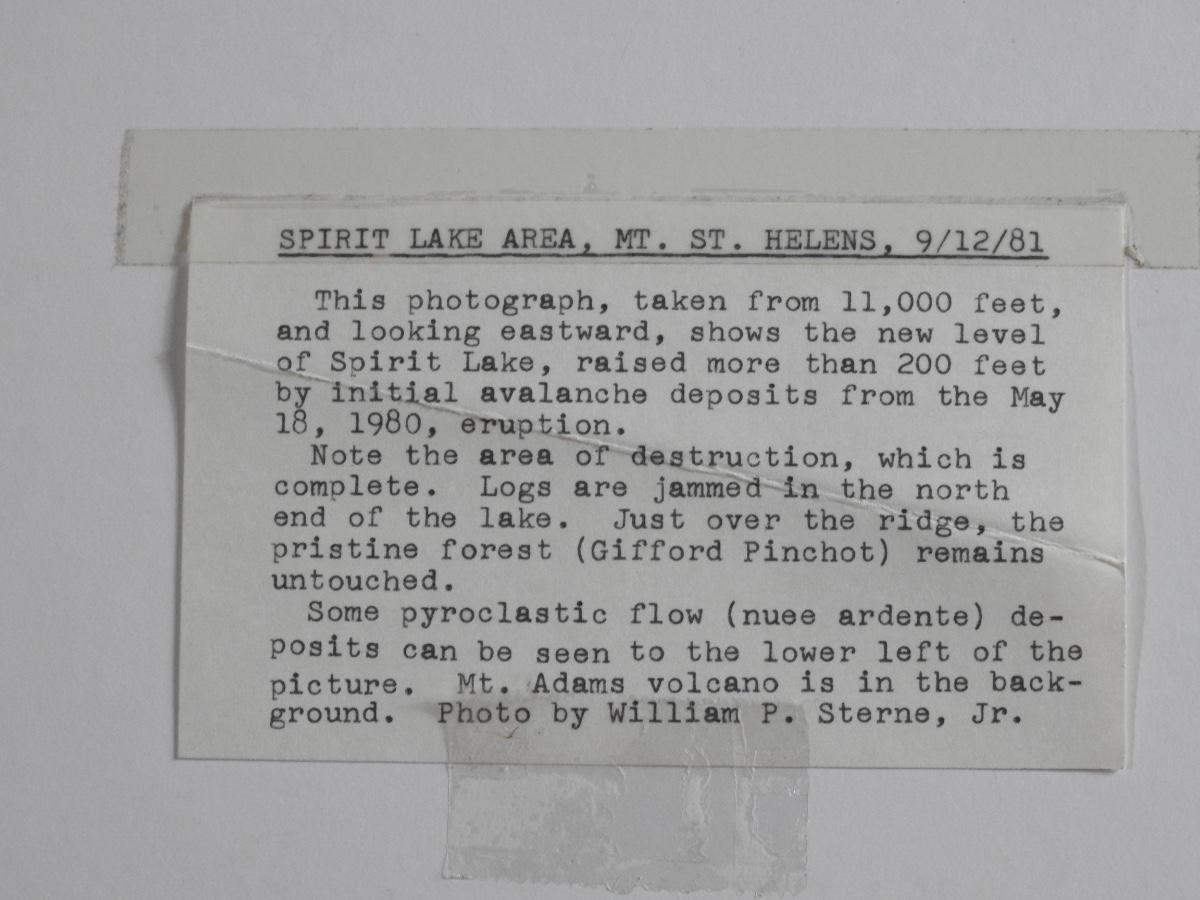 SPIRIT LAKE AREA, MT. ST. HELENS, 9/12/81
This photograph, taken from 11,000 feet,
and looking eastward, shows the new level
of Spirit Lake, raised more than 200 feet
by initial avalanche deposits from the May
18, 1980, eruption.
Note the area of destruction, which is
complete. Logs are jammed in the north
end of the lake. Just over the ridge, the
pristine forest (Gifford Pinchot) remains
untouched.
Some pyroclastic flow (nuee ardente) de-
posits can be seen to the lower left of the
picture. Mt. Adams volcano is in the back-
ground. Photo by William P. Sterne, Jr.